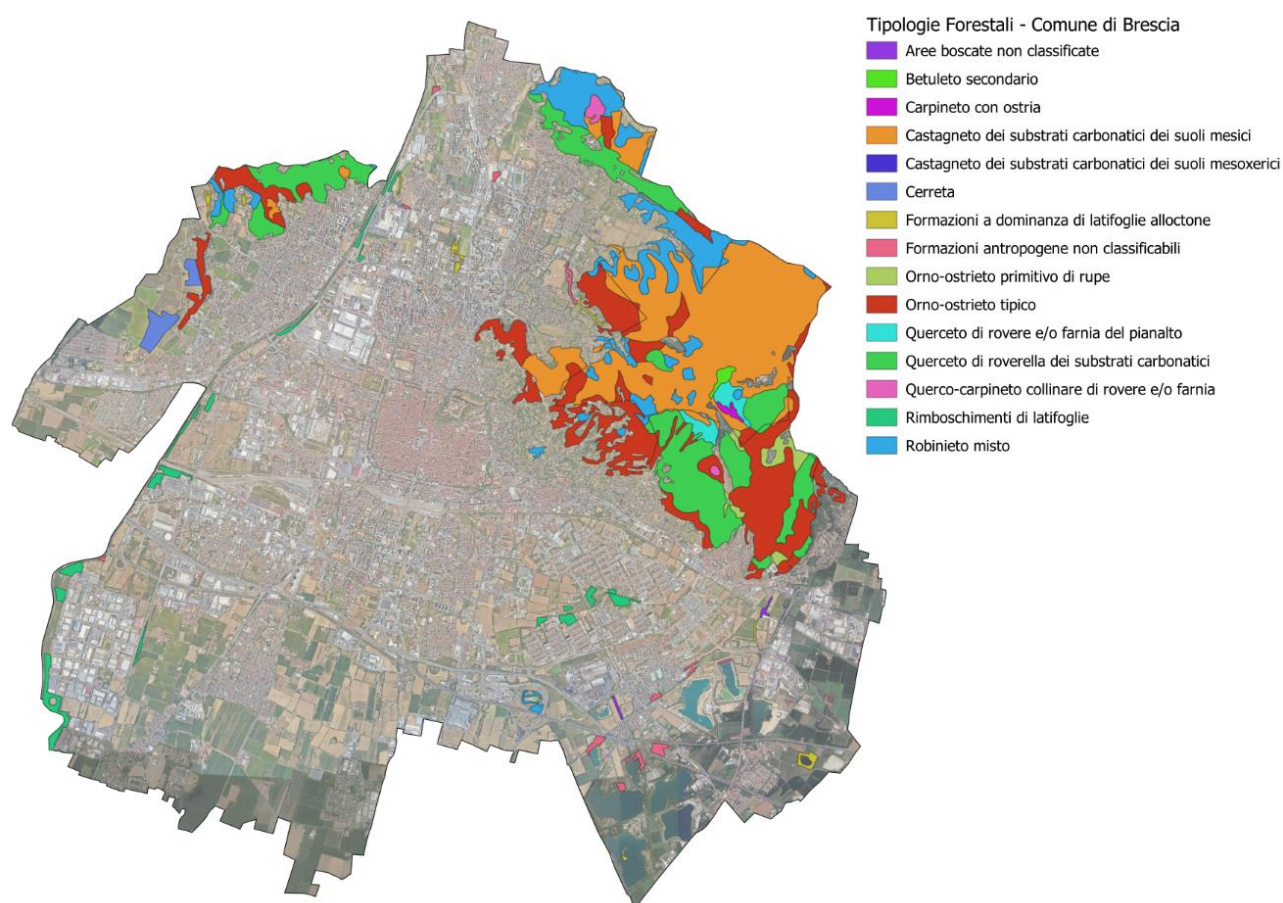 Tipologie Forestali - Comune di Brescia
Aree boscate non classificate
Betuleto secondario
Carpineto con ostria
Castagneto dei substrati carbonatici dei suoli mesici
Castagneto dei substrati carbonatici dei suoli mesoxerici
Cerreta
Formazioni a dominanza di latifoglie alloctone
Formazioni antropogene non classificabili
Orno-ostrieto primitivo di rupe
Orno-ostrieto tipico
Querceto di rovere e/o farnia del pianalto
Querceto di roverella dei substrati carbonatici
Querco-carpineto collinare di rovere e/o farnia
Rimboschimenti di latifoglie
Robinieto misto